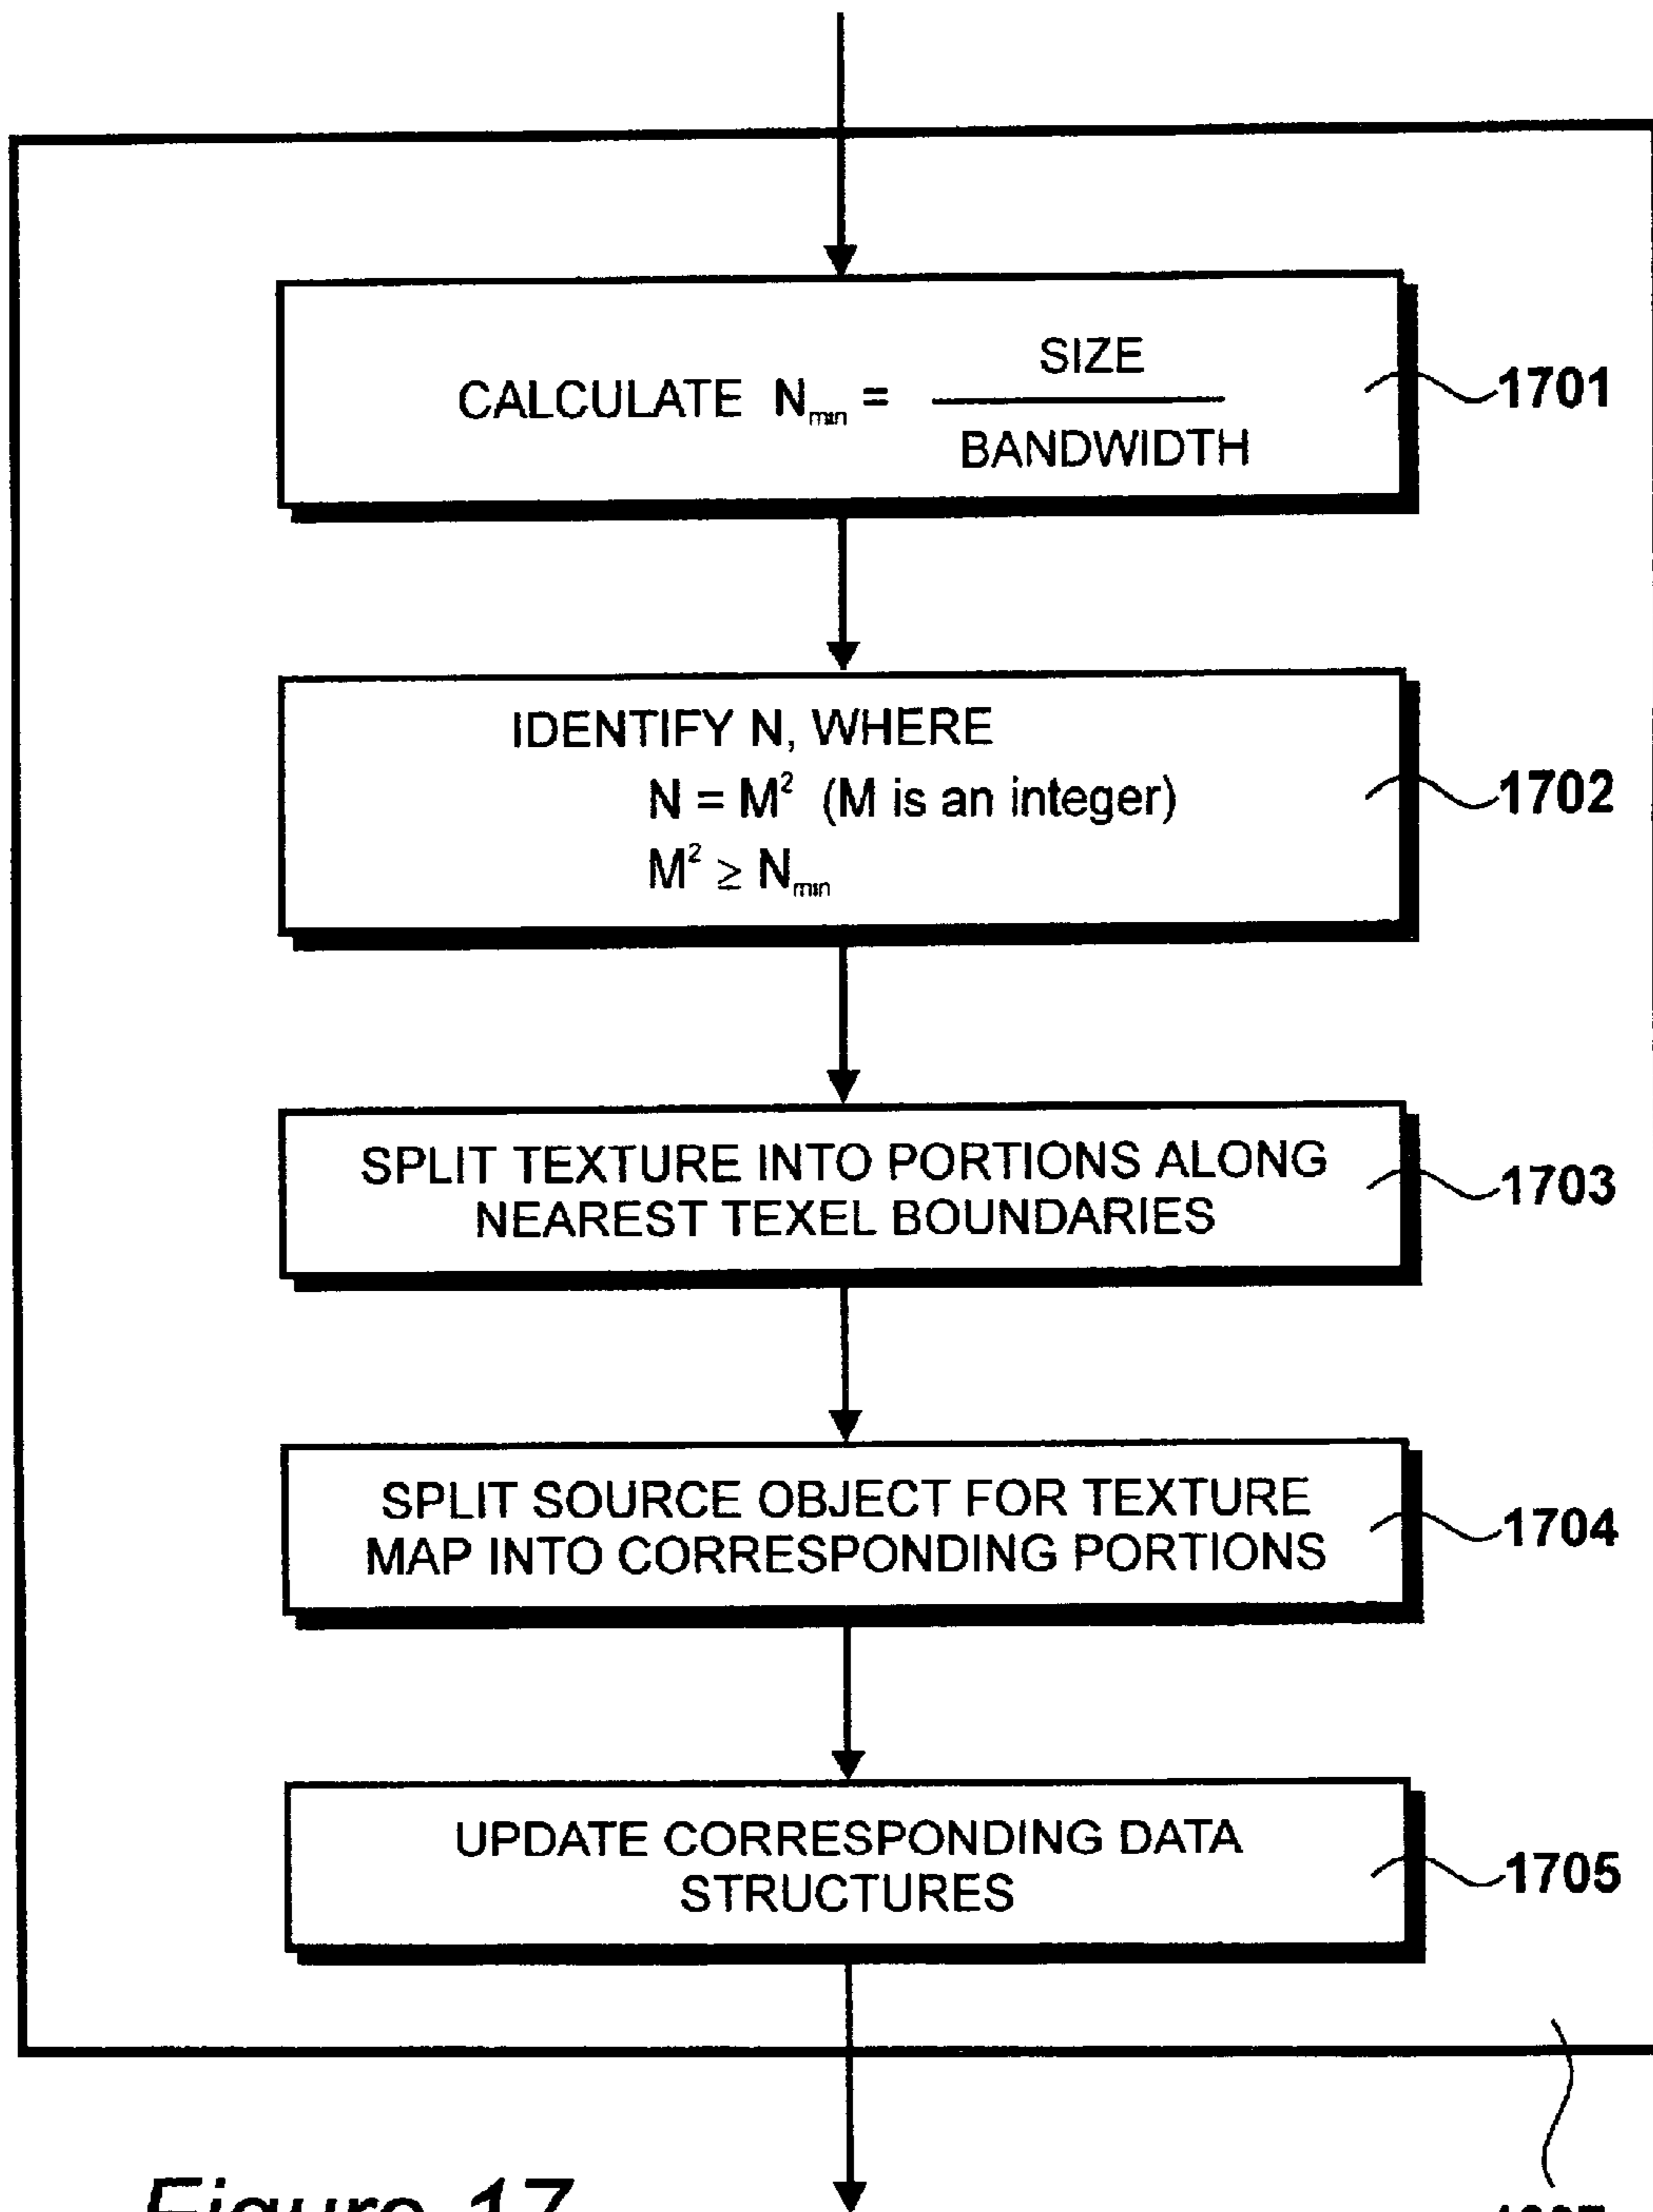 CALCULATE N_min = SIZE / BANDWIDTH
1701
IDENTIFY N, WHERE
N = M² (M is an integer)
M² ≥ N_min
1702
SPLIT TEXTURE INTO PORTIONS ALONG
NEAREST TEXEL BOUNDARIES
1703
SPLIT SOURCE OBJECT FOR TEXTURE
MAP INTO CORRESPONDING PORTIONS
1704
UPDATE CORRESPONDING DATA
STRUCTURES
1705
Figure 17